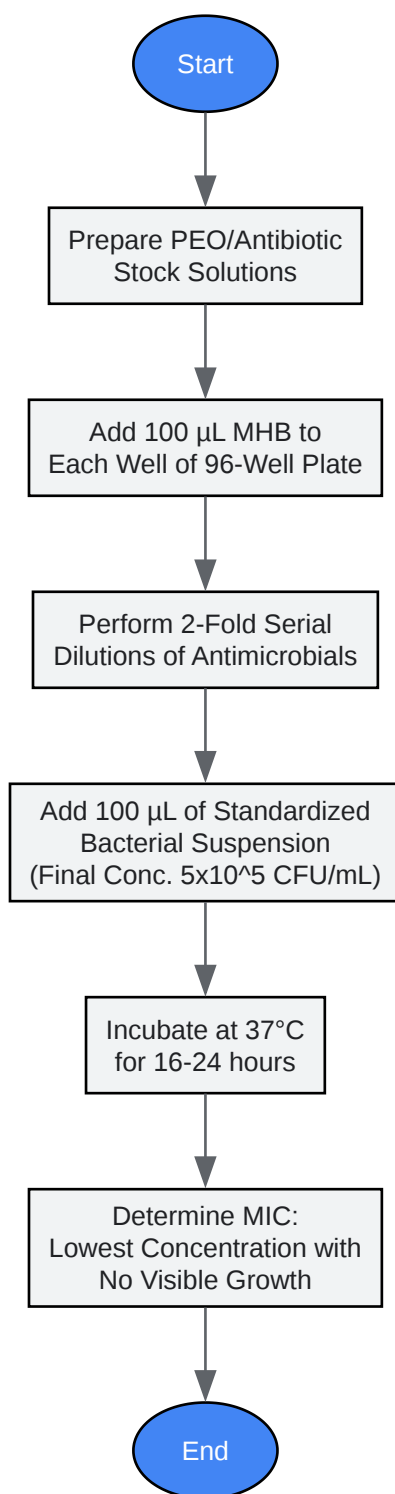 Start
Prepare PEO/Antibiotic
Stock Solutions
Add 100 µL MHB to
Each Well of 96-Well Plate
Perform 2-Fold Serial
Dilutions of Antimicrobials
Add 100 µL of Standardized
Bacterial Suspension
(Final Conc. 5x10^5 CFU/mL)
Incubate at 37°C
for 16-24 hours
Determine MIC:
Lowest Concentration with
No Visible Growth
End